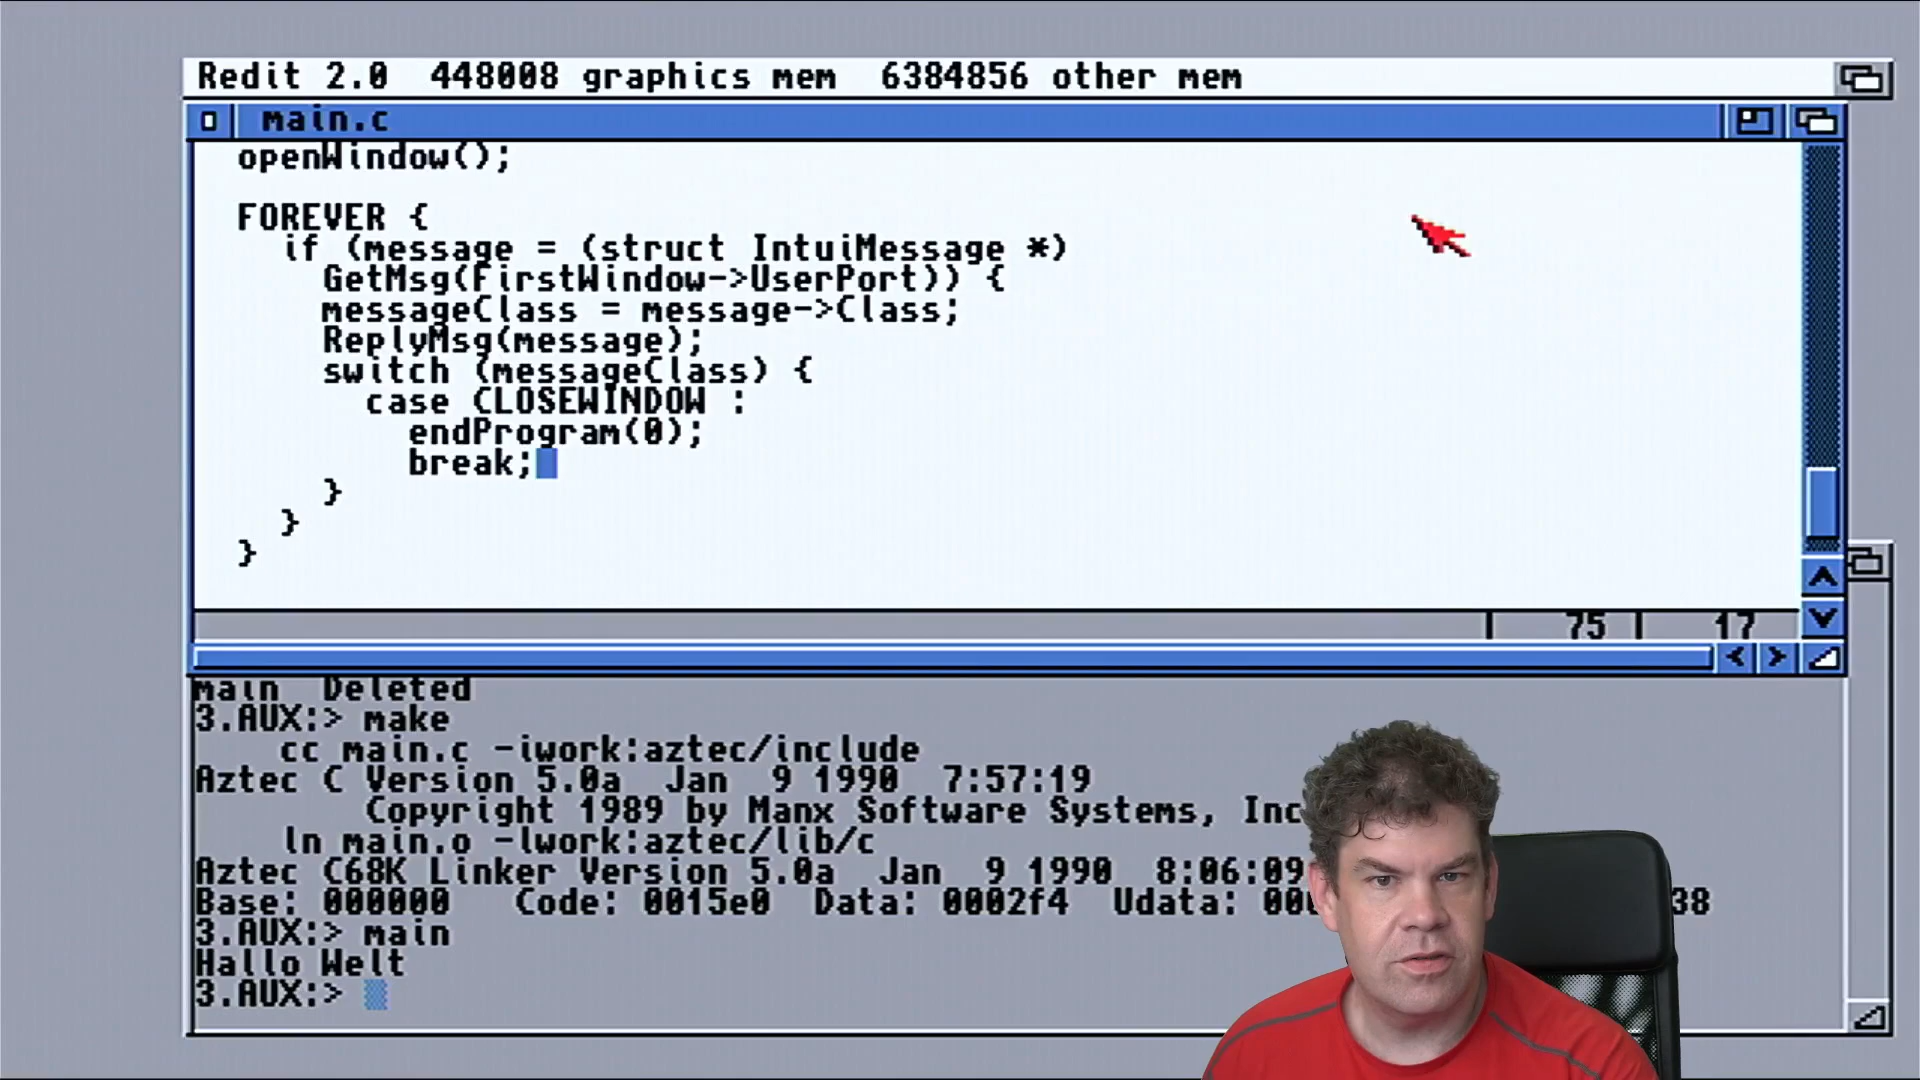 Redit 2.0  448008 graphics mem  6384856 other mem
main.c
openWindow();
FOREVER {
if (message = (struct IntuiMessage *)
GetMsg(FirstWindow->UserPort)) {
messageClass = message->Class;
ReplyMsg(message);
switch (messageClass) {
case CLOSEWINDOW :
endProgram(0);
break;
}
}
}
| 75 | 17
main  Deleted
3.AUX:> make
cc main.c -iwork:aztec/include
Aztec C Version 5.0a  Jan  9 1990  7:57:19
Copyright 1989 by Manx Software Systems, Inc
ln main.o -lwork:aztec/lib/c
Aztec C68K Linker Version 5.0a  Jan  9 1990  8:06:09
Base: 000000  Code: 0015e0  Data: 0002f4  Udata:
3.AUX:> main
Hallo Welt
3.AUX:>